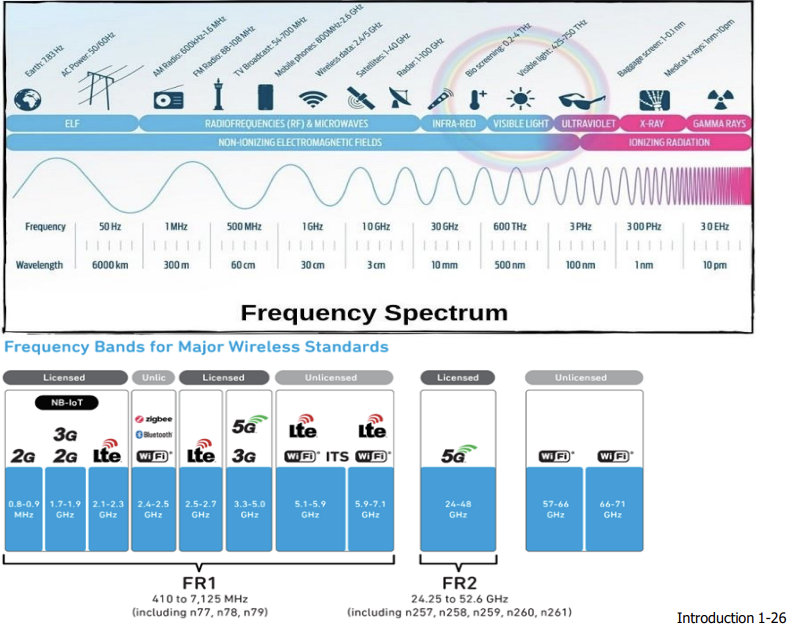 Earth: 7.83 Hz
AC Power: 50/60Hz
AM Radio: 600kHz-1.6 MHz
FM Radio: 88-108 MHz
TV Broadcast: 54-700 MHz
Mobile phones: 800MHz-2.6 GHz
Wireless data: 2.4/5 GHz
Satellites: 1-40 GHz
Radar: 1-100 GHz
Bio screening: 0.2-4 THz
Visible light: 425-750 THz
Baggage screen: 1-0.1 nm
Medical x-rays: 1nm-10pm
ELF RADIOFREQUENCIES (RF) & MICROWAVES INFRA-RED VISIBLE LIGHT ULTRAVIOLET X-RAY GAMMA RAYS
NON-IONIZING ELECTROMAGNETIC FIELDS IONIZING RADIATION
Frequency 50 Hz 1 MHz 500 MHz 1 GHz 10 GHz 30 GHz 600 THz 3 PHz 300 PHz 30 EHz
Wavelength 6000 km 300 m 60 cm 30 cm 3 cm 10 mm 500 nm 100 nm 1 nm 10 pm
Frequency Spectrum
Frequency Bands for Major Wireless Standards
Licensed Unlic Licensed Unlicensed Licensed Unlicensed
NB-IoT
2G
3G
2G
Lte
zigbee
Bluetooth
WiFi
Lte
5G
3G
Lte
WiFi ITS
Lte
WiFi
5G
WiFi
WiFi
0.8-0.9 MHz
1.7-1.9 GHz
2.1-2.3 GHz
2.4-2.5 GHz
2.5-2.7 GHz
3.3-5.0 GHz
5.1-5.9 GHz
5.9-7.1 GHz
24-48 GHz
57-66 GHz
66-71 GHz
FR1
410 to 7,125 MHz
(including n77, n78, n79)
FR2
24.25 to 52.6 GHz
(including n257, n258, n259, n260, n261)
Introduction 1-26